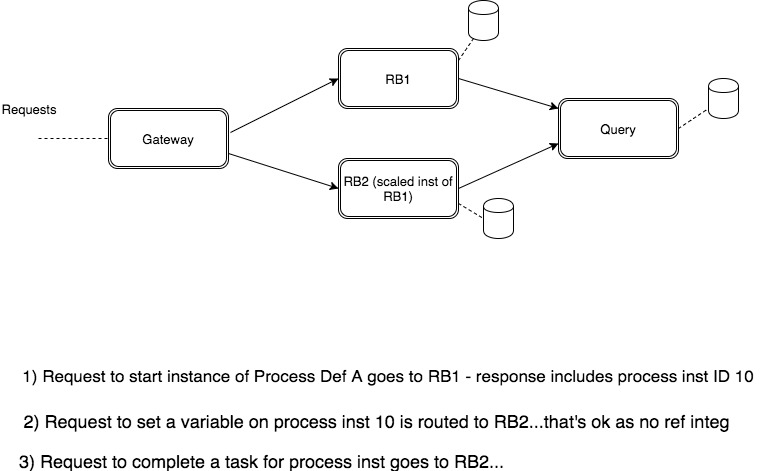 Requests
Gateway
RB1
RB2 (scaled inst of
RB1)
Query
1) Request to start instance of Process Def A goes to RB1 - response includes process inst ID 10
2) Request to set a variable on process inst 10 is routed to RB2...that's ok as no ref integ
3) Request to complete a task for process inst goes to RB2...